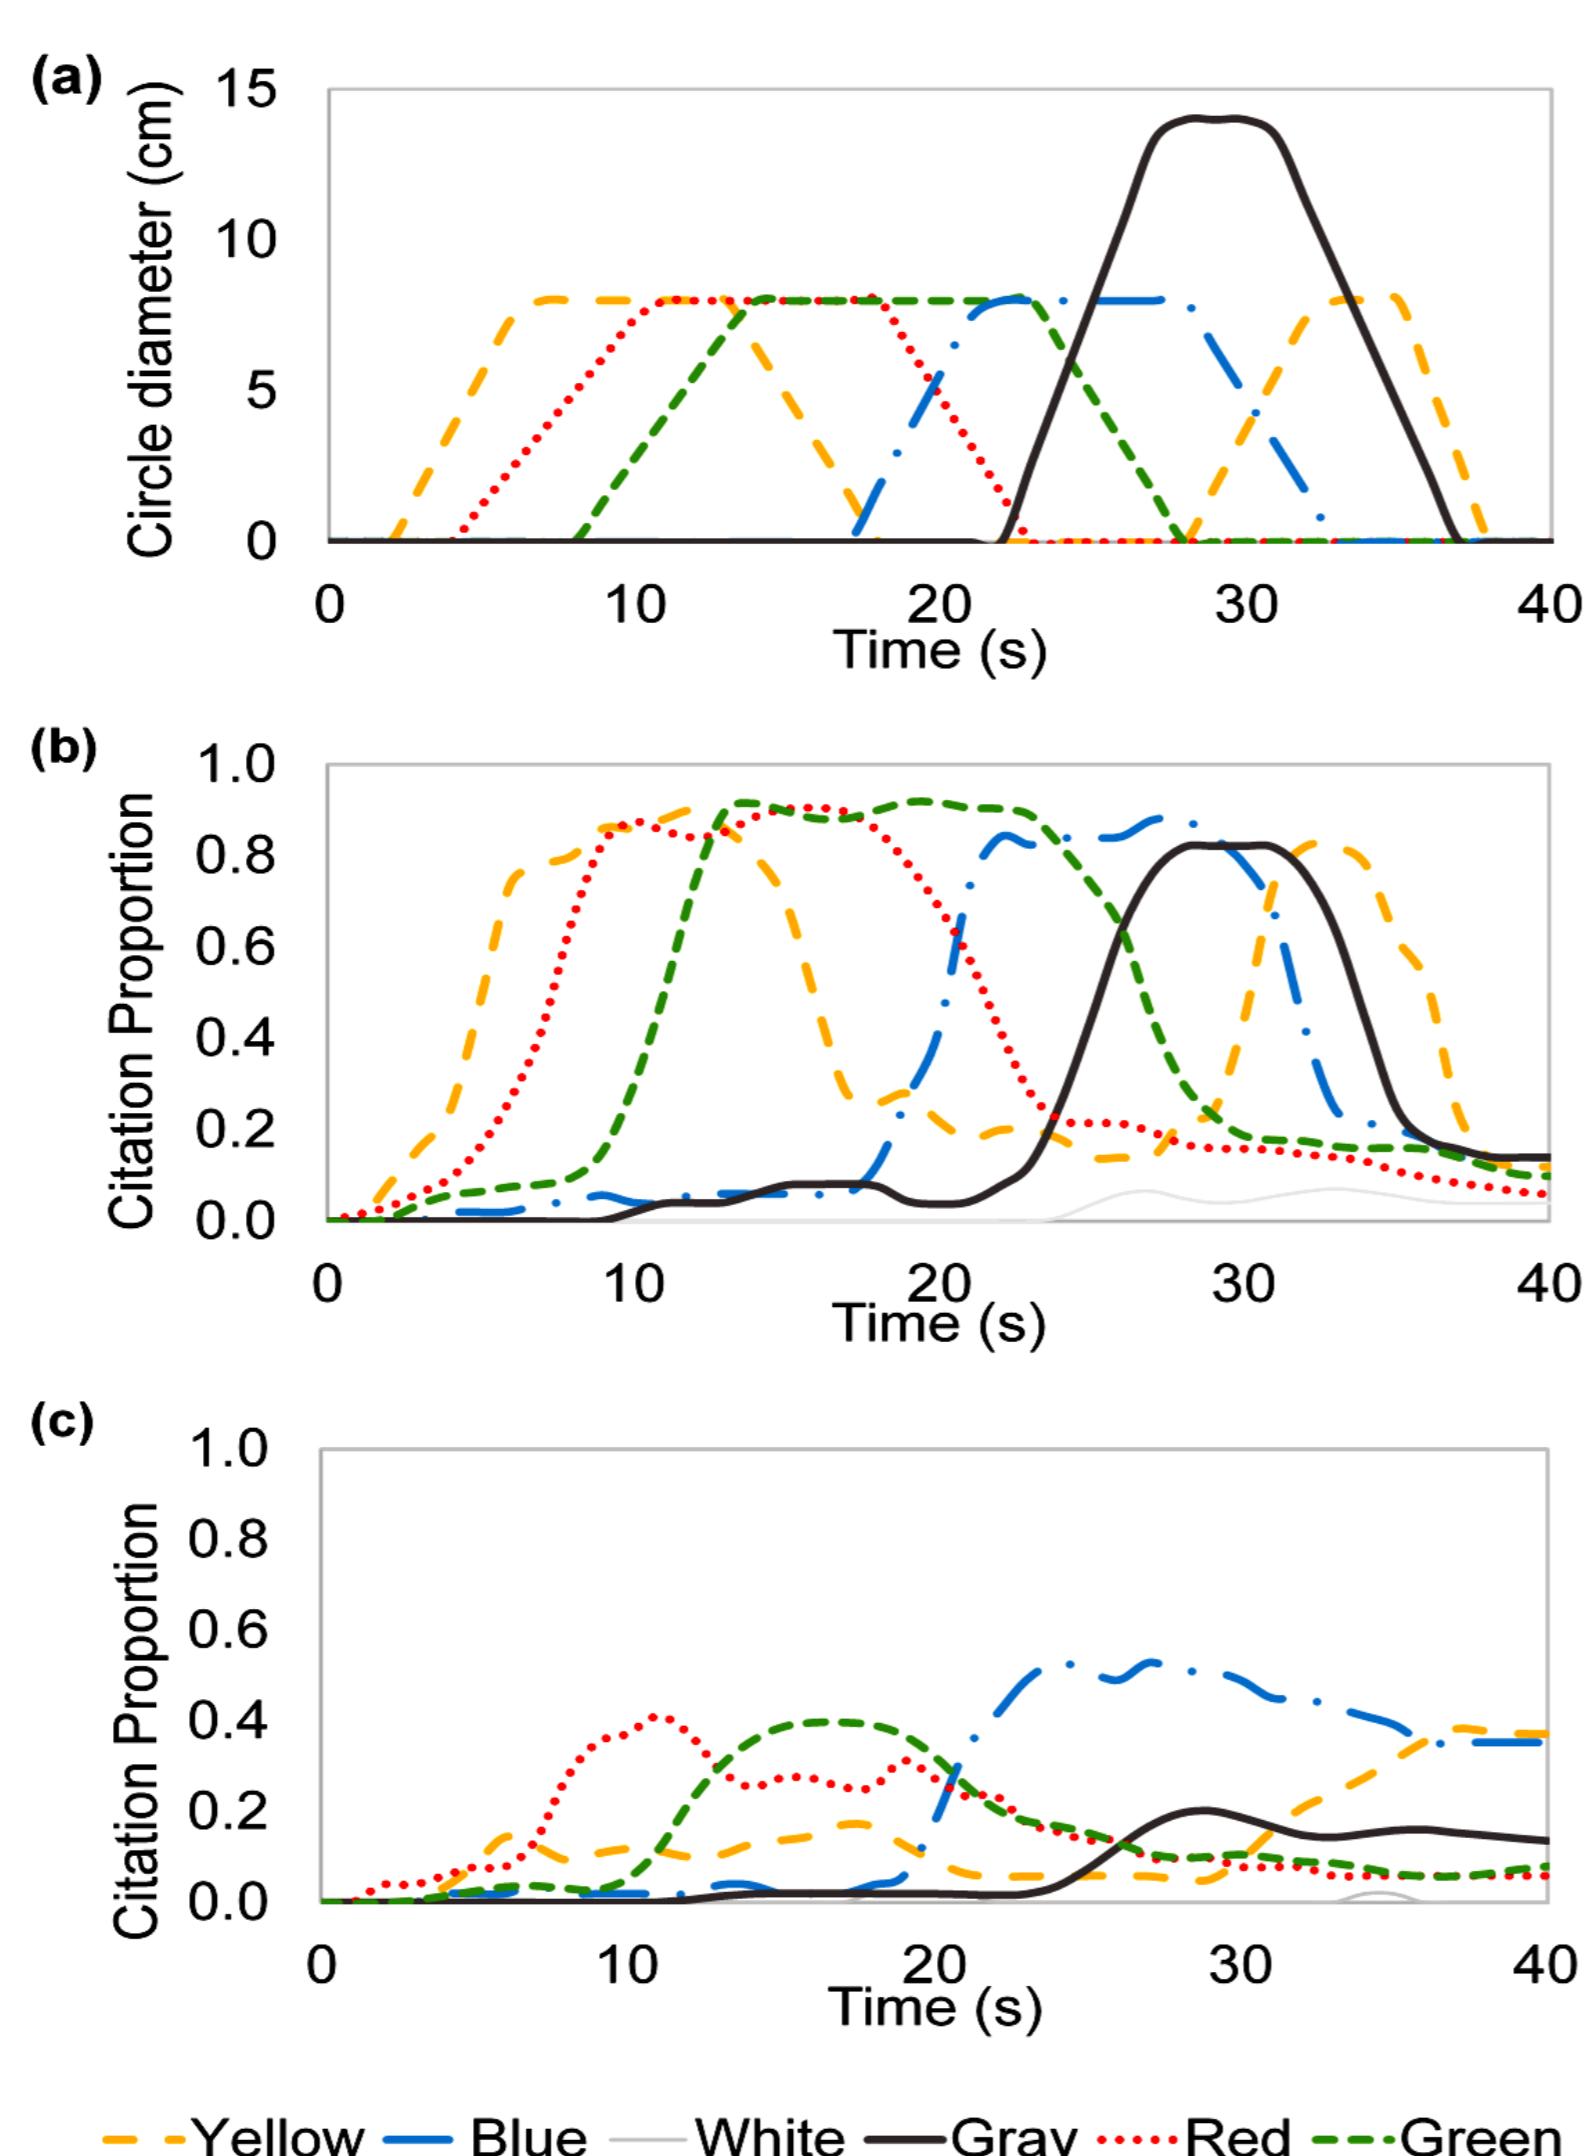 (a)
Circle diameter (cm)
15
10
5
0
0 10 20 30 40
Time (s)
(b)
Citation Proportion
1.0
0.8
0.6
0.4
0.2
0.0
0 10 20 30 40
Time (s)
(c)
Citation Proportion
1.0
0.8
0.6
0.4
0.2
0.0
0 10 20 30 40
Time (s)
Yellow Blue White Gray Red Green